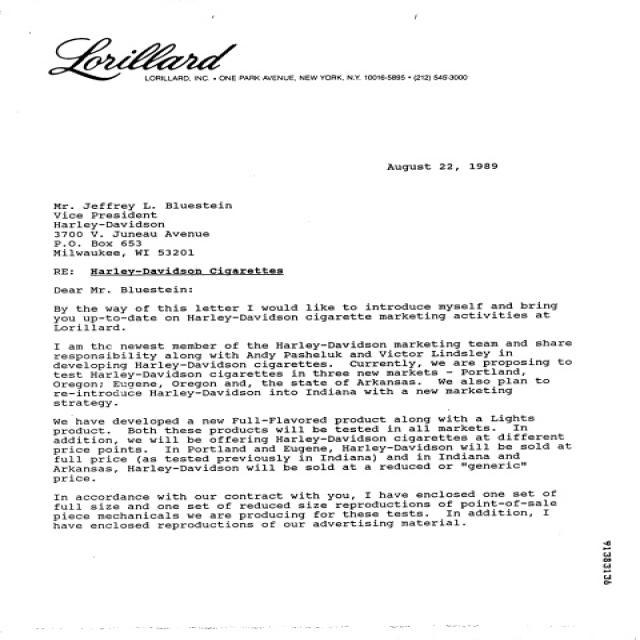 Lorillard
LORILLARD, INC. • ONE PARK AVENUE, NEW YORK, N.Y. 10016-5895 • (212) 545-3000
August 22, 1989
Mr. Jeffrey L. Bluestein
Vice President
Harley-Davidson
3700 V. Juneau Avenue
P.O. Box 653
Milwaukee, WI 53201
RE: Harley-Davidson Cigarettes
Dear Mr. Bluestein:
By the way of this letter I would like to introduce myself and bring
you up-to-date on Harley-Davidson cigarette marketing activities at
Lorillard.
I am the newest member of the Harley-Davidson marketing team and share
responsibility along with Andy Pasheluk and Victor Lindsley in
developing Harley-Davidson cigarettes. Currently, we are proposing to
test Harley-Davidson cigarettes in three new markets - Portland,
Oregon; Eugene, Oregon and, the state of Arkansas. We also plan to
re-introduce Harley-Davidson into Indiana with a new marketing
strategy.
We have developed a new Full-Flavored product along with a Lights
product. Both these products will be tested in all markets. In
addition, we will be offering Harley-Davidson cigarettes at different
price points. In Portland and Eugene, Harley-Davidson will be sold at
full price (as tested previously in Indiana) and in Indiana and
Arkansas, Harley-Davidson will be sold at a reduced or "generic"
price.
In accordance with our contract with you, I have enclosed one set of
full size and one set of reduced size reproductions of point-of-sale
piece mechanicals we are producing for these tests. In addition, I
have enclosed reproductions of our advertising material.
91383136